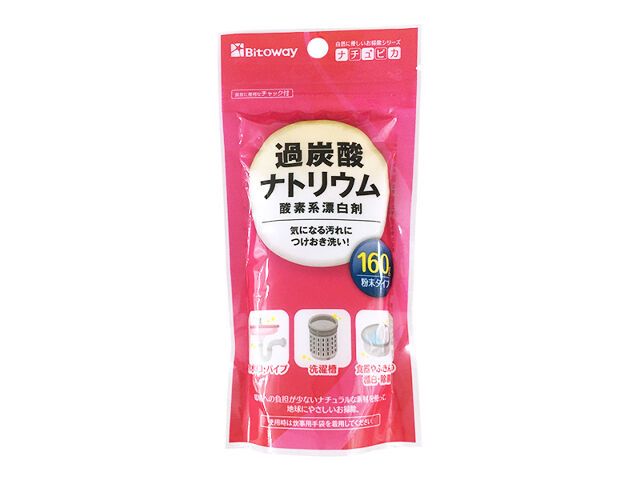 Bitoway
自然に優しいお掃除シリーズ
ナチュピカ
保存に便利なチャック付
過炭酸
ナトリウム
酸素系漂白剤
気になる汚れに
つけおき洗い!
160g
粉末タイプ
パイプ
洗濯槽
食器やふきんの
漂白・除菌
への負担が少ないナチュラルな素材を使って
地球にやさしいお掃除。
使用時は炊事用手袋を着用してください